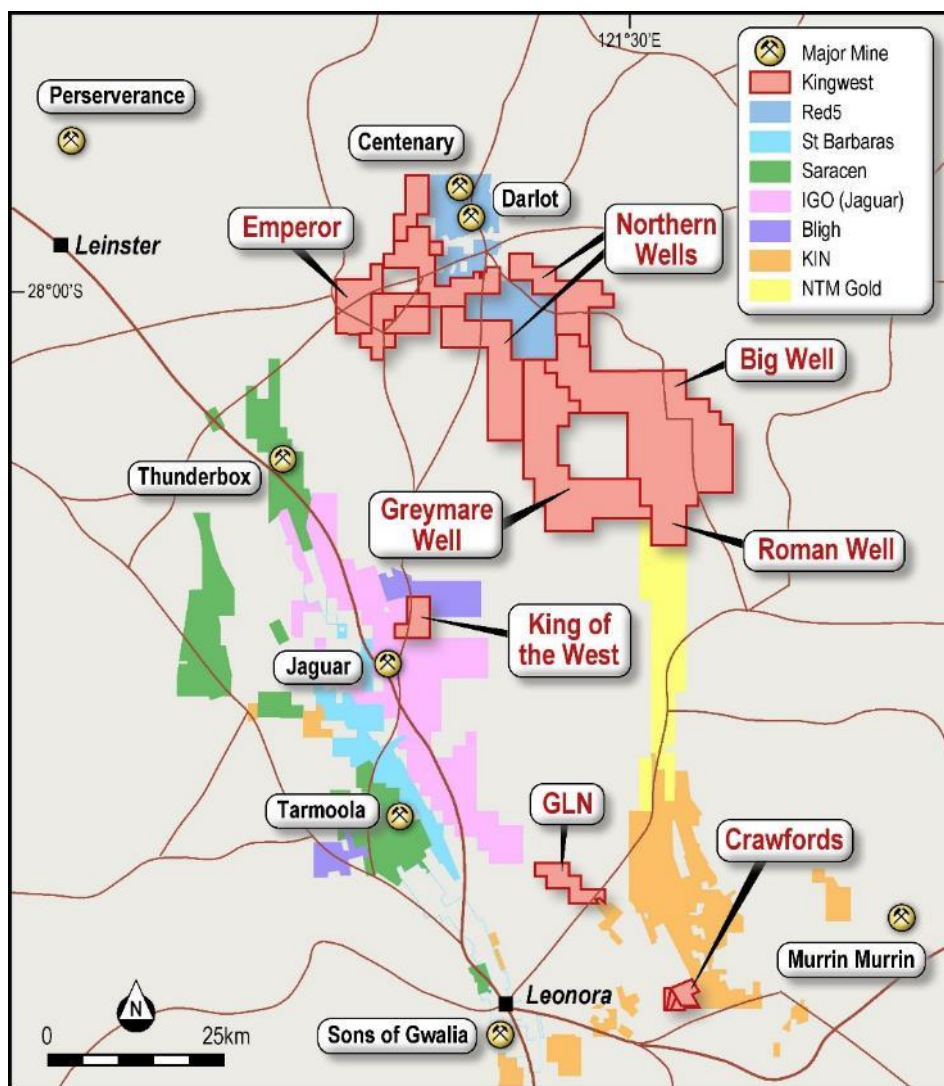 121°30'E
Major Mine
Kingwest
Red5
St Barbaras
Saracen
IGO (Jaguar)
Bligh
KIN
NTM Gold
Perserverance
Centenary
Darlot
Emperor
Northern
Wells
Leinster
28°00'S
Big Well
Thunderbox
Greymare
Well
Roman Well
King of
the West
Jaguar
Tarmoola
GLN
Crawfords
Murrin Murrin
Leonora
Sons of Gwalia
N
0
25km